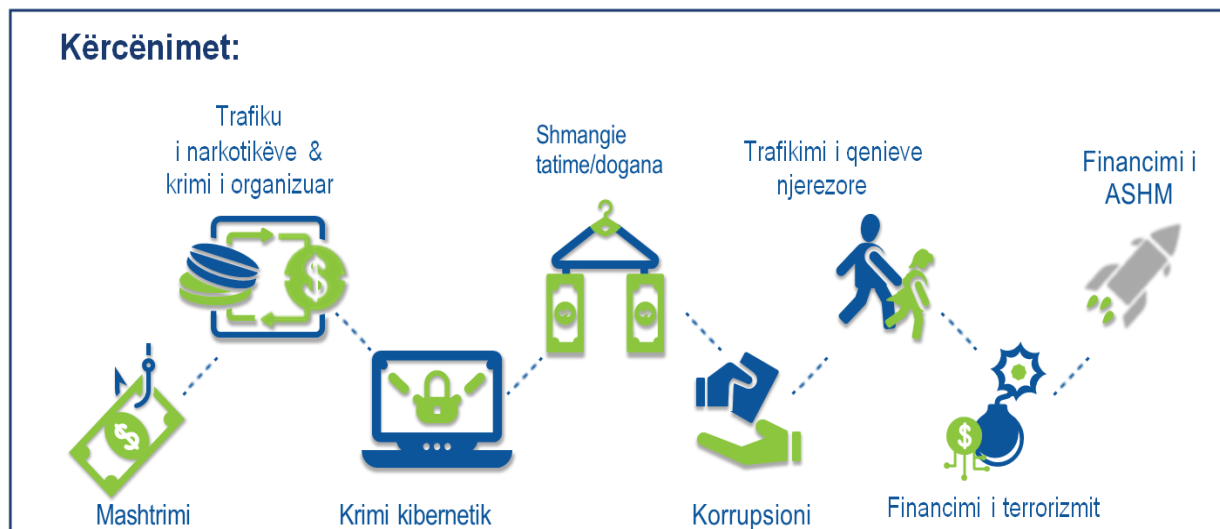 Kërcënimet:
Trafiku
i narkotikëve &
krimi i organizuar
Shmangie
tatime/dogana
Trafikimi i qenieve
njerezore
Financimi i
ASHM
Mashtrimi
Krimi kibernetik
Korrupsioni
Financimi i terrorizmit